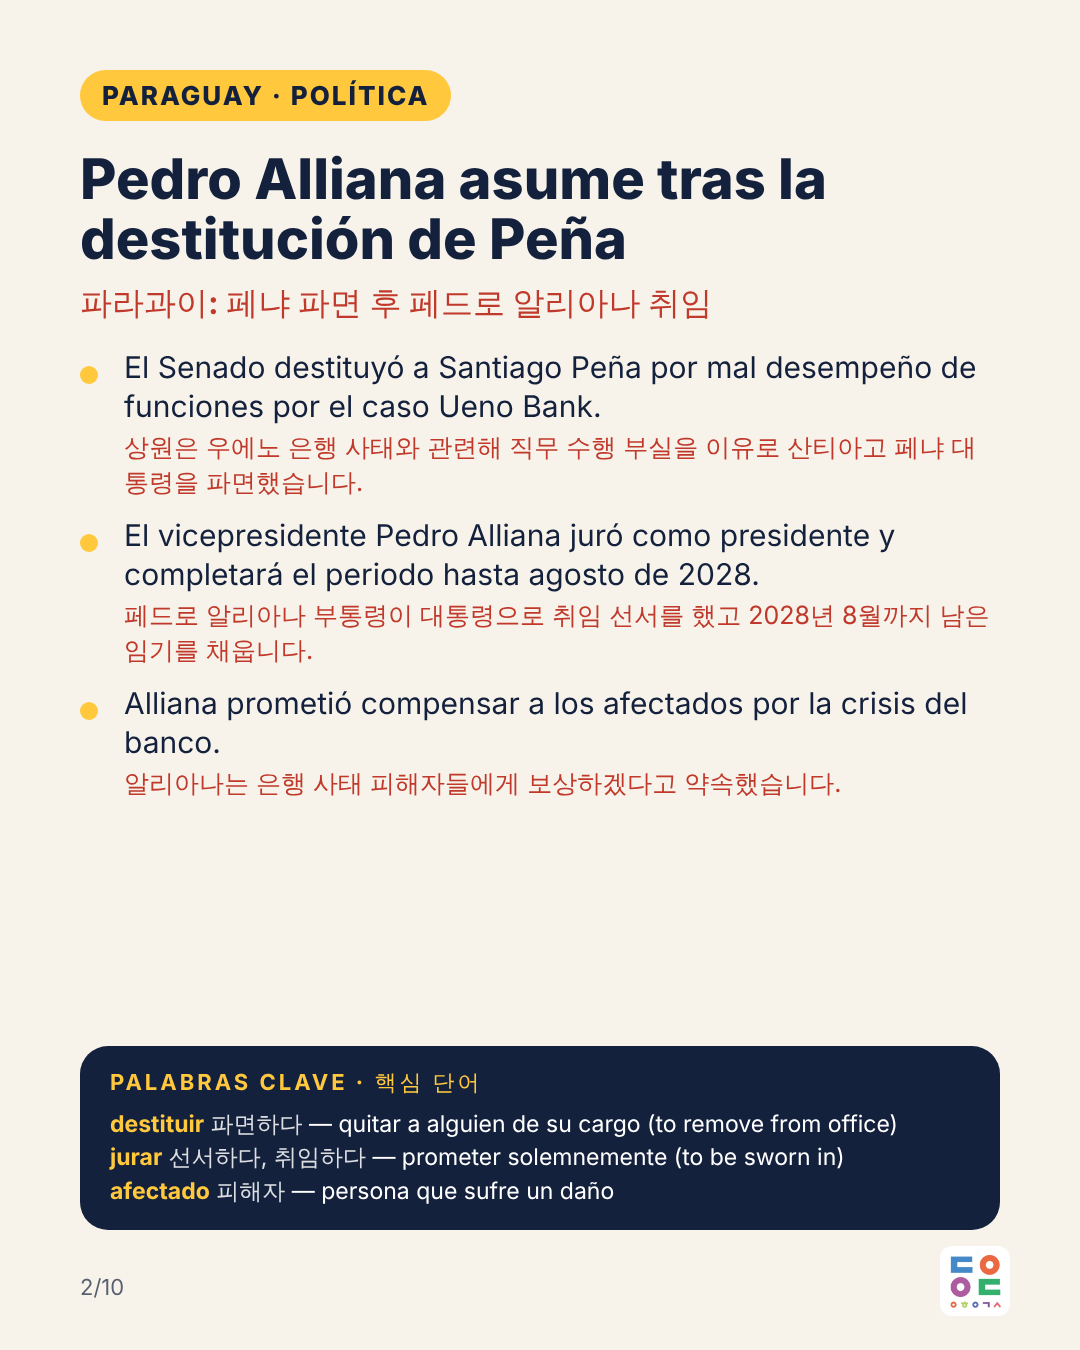 PARAGUAY · POLÍTICA
Pedro Alliana asume tras la
destitución de Peña
파라과이: 페냐 파면 후 페드로 알리아나 취임
El Senado destituyó a Santiago Peña por mal desempeño de
funciones por el caso Ueno Bank.
상원은 우에노 은행 사태와 관련해 직무 수행 부실을 이유로 산티아고 페냐 대
통령을 파면했습니다.
El vicepresidente Pedro Alliana juró como presidente y
completará el periodo hasta agosto de 2028.
페드로 알리아나 부통령이 대통령으로 취임 선서를 했고 2028년 8월까지 남은
임기를 채웁니다.
Alliana prometió compensar a los afectados por la crisis del
banco.
알리아나는 은행 사태 피해자들에게 보상하겠다고 약속했습니다.
PALABRAS CLAVE · 핵심 단어
destituir 파면하다 — quitar a alguien de su cargo (to remove from office)
jurar 선서하다, 취임하다 — prometer solemnemente (to be sworn in)
afectado 피해자 — persona que sufre un daño
2/10